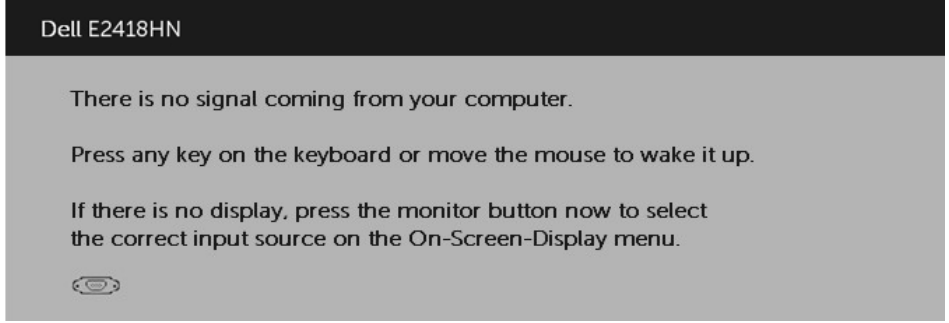 Dell E2418HN
There is no signal coming from your computer.
Press any key on the keyboard or move the mouse to wake it up.
If there is no display, press the monitor button now to select
the correct input source on the On-Screen-Display menu.